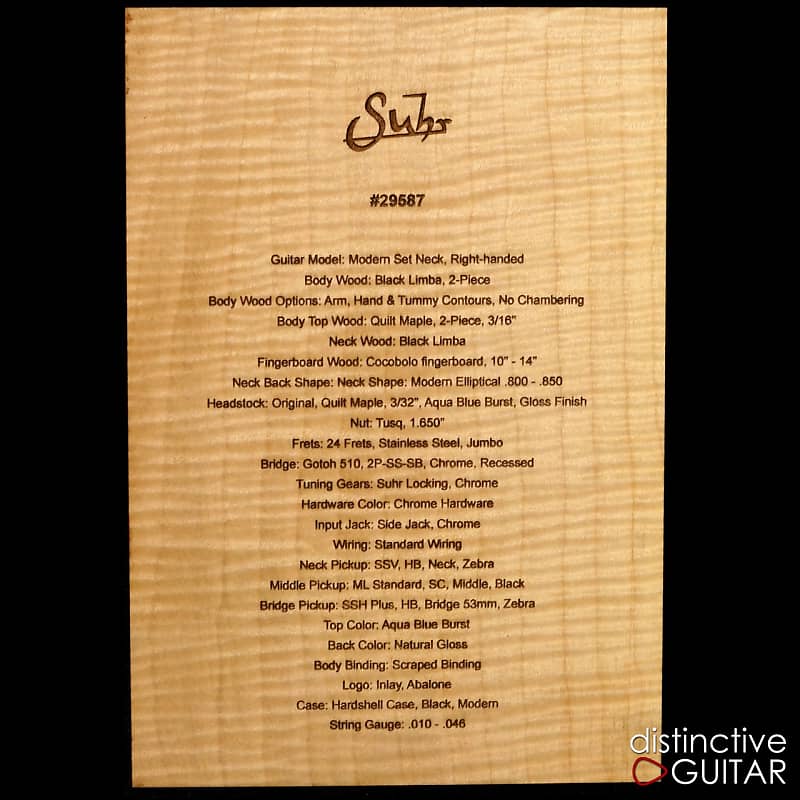 Suhr
#29587
Guitar Model: Modern Set Neck, Right-handed
Body Wood: Black Limba, 2-Piece
Body Wood Options: Arm, Hand & Tummy Contours, No Chambering
Body Top Wood: Quilt Maple, 2-Piece, 3/16"
Neck Wood: Black Limba
Fingerboard Wood: Cocobolo fingerboard, 10" - 14"
Neck Back Shape: Neck Shape: Modern Elliptical .800 - .850
Headstock: Original, Quilt Maple, 3/32", Aqua Blue Burst, Gloss Finish
Nut: Tusq, 1.650"
Frets: 24 Frets, Stainless Steel, Jumbo
Bridge: Gotoh 510, 2P-SS-SB, Chrome, Recessed
Tuning Gears: Suhr Locking, Chrome
Hardware Color: Chrome Hardware
Input Jack: Side Jack, Chrome
Wiring: Standard Wiring
Neck Pickup: SSV, HB, Neck, Zebra
Middle Pickup: ML Standard, SC, Middle, Black
Bridge Pickup: SSH Plus, HB, Bridge 53mm, Zebra
Top Color: Aqua Blue Burst
Back Color: Natural Gloss
Body Binding: Scraped Binding
Logo: Inlay, Abalone
Case: Hardshell Case, Black, Modern
String Gauge: .010 - .046
distinctive
GUITAR